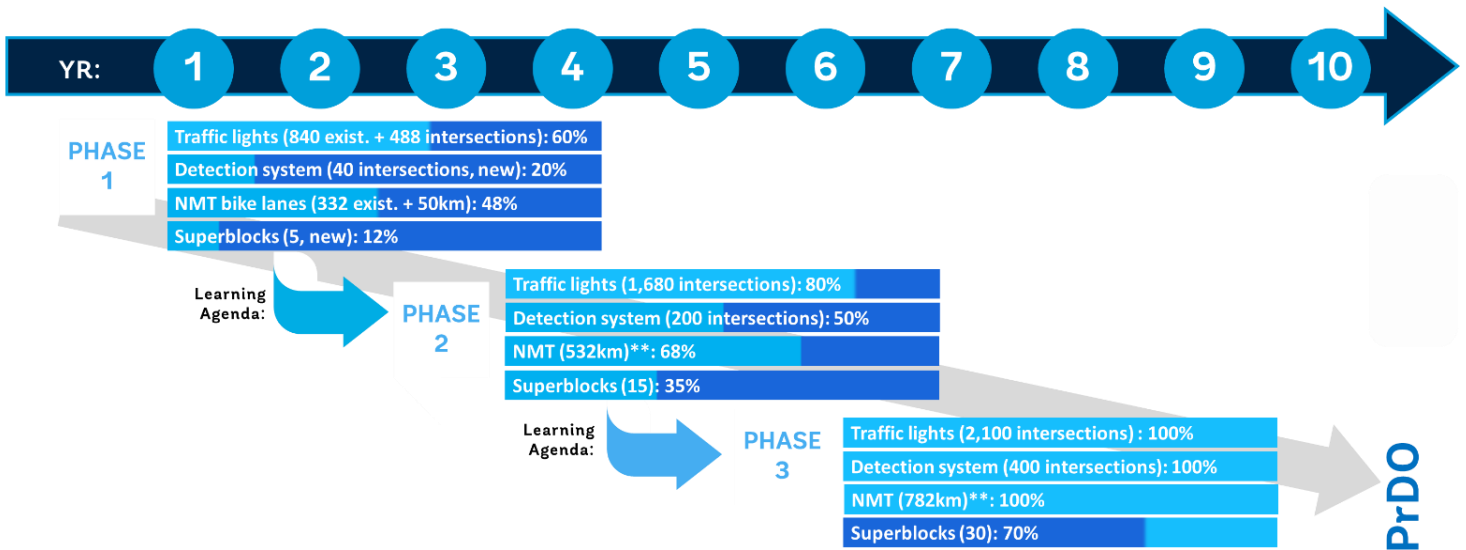 YR: 1 2 3 4 5 6 7 8 9 10
PHASE
1
Traffic lights (840 exist. + 488 intersections): 60%
Detection system (40 intersections, new): 20%
NMT bike lanes (332 exist. + 50km): 48%
Superblocks (5, new): 12%
Learning
Agenda:
PHASE
2
Traffic lights (1,680 intersections): 80%
Detection system (200 intersections): 50%
NMT (532km)**: 68%
Superblocks (15): 35%
Learning
Agenda:
PHASE
3
Traffic lights (2,100 intersections) : 100%
Detection system (400 intersections): 100%
NMT (782km)**: 100%
Superblocks (30): 70%
PrDO